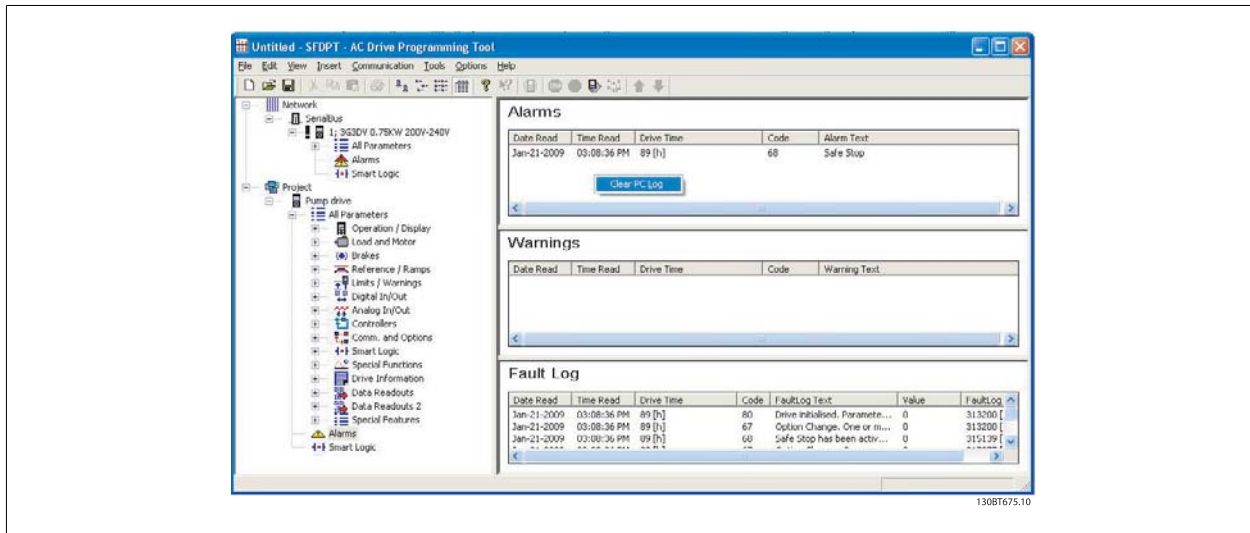 Untitled - SFDPT - AC Drive Programming Tool
File Edit View Insert Communication Tools Options Help
Network
SerialBus
1; 3G3DV 0.75KW 200V-240V
All Parameters
Alarms
Smart Logic
Project
Pump drive
All Parameters
Operation / Display
Load and Motor
Brakes
Reference / Ramps
Limits / Warnings
Digital In/Out
Analog In/Out
Controllers
Comm. and Options
Smart Logic
Special Functions
Drive Information
Data Readouts
Data Readouts 2
Special Features
Alarms
Smart Logic
Alarms
Date Read Time Read Drive Time Code Alarm Text
Jan-21-2009 03:08:36 PM 89 [h] 68 Safe Stop
Clear PC Log
Warnings
Date Read Time Read Drive Time Code Warning Text
Fault Log
Date Read Time Read Drive Time Code FaultLog Text Value FaultLog
Jan-21-2009 03:08:36 PM 89 [h] 80 Drive initialised. Paramete... 0 313200 [
Jan-21-2009 03:08:36 PM 89 [h] 67 Option Change. One or m... 0 313200 [
Jan-21-2009 03:08:36 PM 89 [h] 68 Safe Stop has been activ... 0 315139 [
130BT675.10